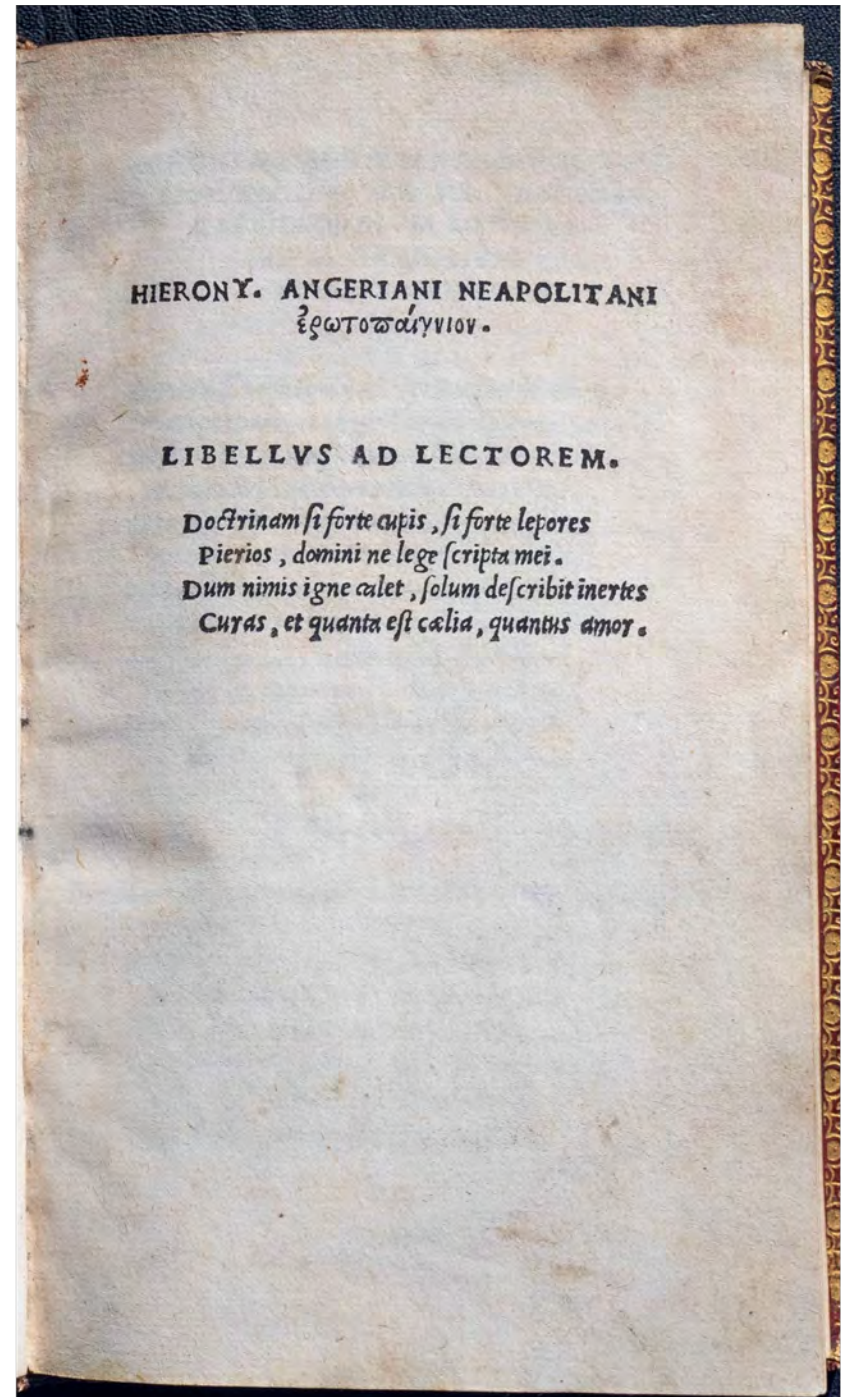 HIERONY. ANGERIANI NEAPOLITANI
ἐρωτοπαίγνιον.
LIBELLVS AD LECTOREM.
Doctrinam ſi forte cupis, ſi forte lepores
Pierios, domini ne lege ſcripta mei.
Dum nimis igne calet, ſolum deſcribit inertes
Curas, et quanta eſt cælia, quantus amor.